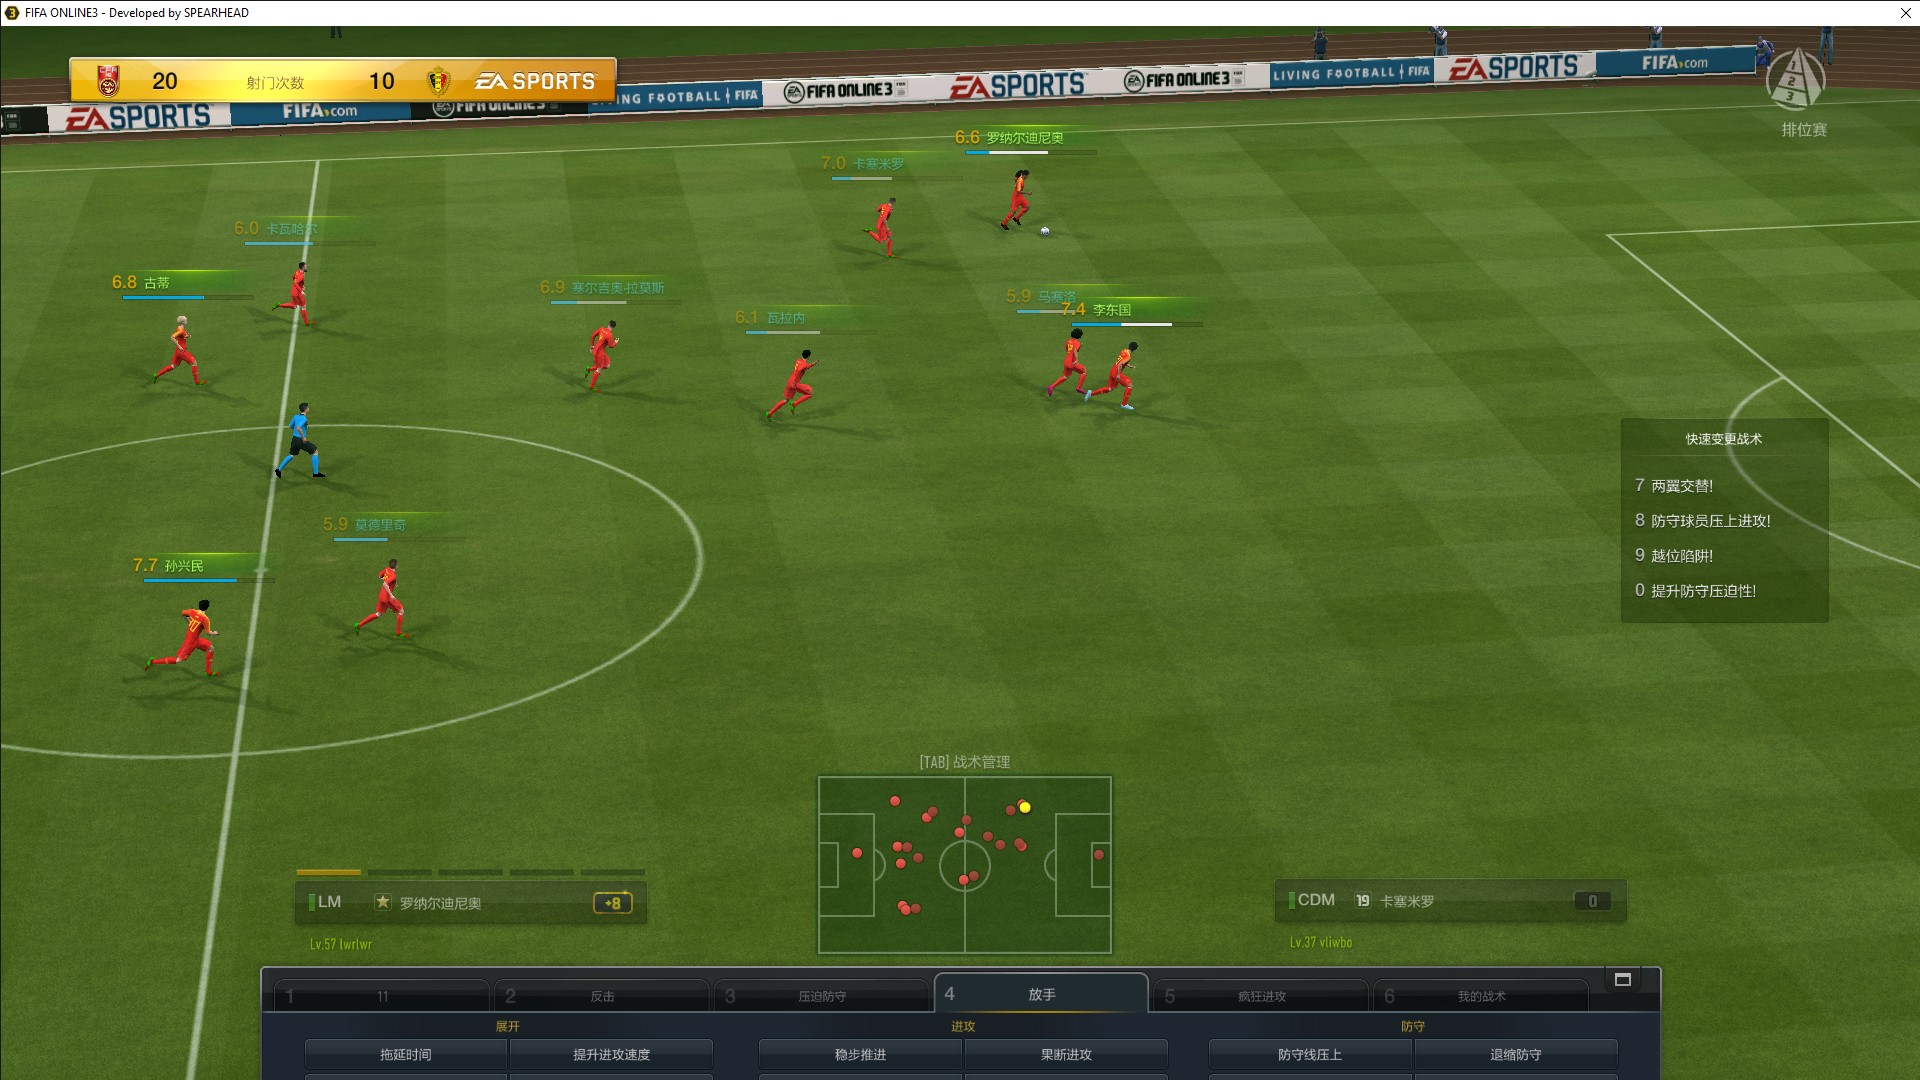 FIFA ONLINE3 - Developed by SPEARHEAD
20 射门次数 10 EA SPORTS
EA SPORTS FIFA.com FIFA ONLINE3 LIVING FOOTBALL FIFA FIFA ONLINE3 EA SPORTS FIFA ONLINE3 LIVING FOOTBALL FIFA EA SPORTS FIFA.com
1
2
3
排位赛
6.6 罗纳尔迪尼奥
7.0 卡塞米罗
6.0 卡瓦哈尔
6.8 古蒂
6.9 塞尔吉奥·拉莫斯
6.1 瓦拉内
5.9 马塞洛
7.4 李东国
5.9 莫德里奇
7.7 孙兴民
快速变更战术
7 两翼交替!
8 防守球员压上进攻!
9 越位陷阱!
0 提升防守压迫性!
[TAB] 战术管理
LM 罗纳尔迪尼奥 +8
Lv.57 lwrlwr
CDM 19 卡塞米罗 0
Lv.37 vliwbo
1 11
2 反击
3 压迫防守
4 放手
5 疯狂进攻
6 我的战术
展开 进攻 防守
拖延时间 提升进攻速度 稳步推进 果断进攻 防守线压上 退缩防守